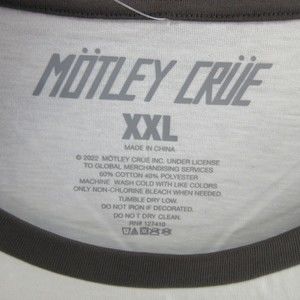 MÖTLEY CRÜE
XXL
MADE IN CHINA
© 2022 MÖTLEY CRÜE INC. UNDER LICENSE
TO GLOBAL MERCHANDISING SERVICES
60% COTTON 40% POLYESTER
MACHINE WASH COLD WITH LIKE COLORS
ONLY NON-CHLORINE BLEACH WHEN NEEDED.
TUMBLE DRY LOW.
DO NOT IRON IF DECORATED.
DO NOT DRY CLEAN.
RN# 127410